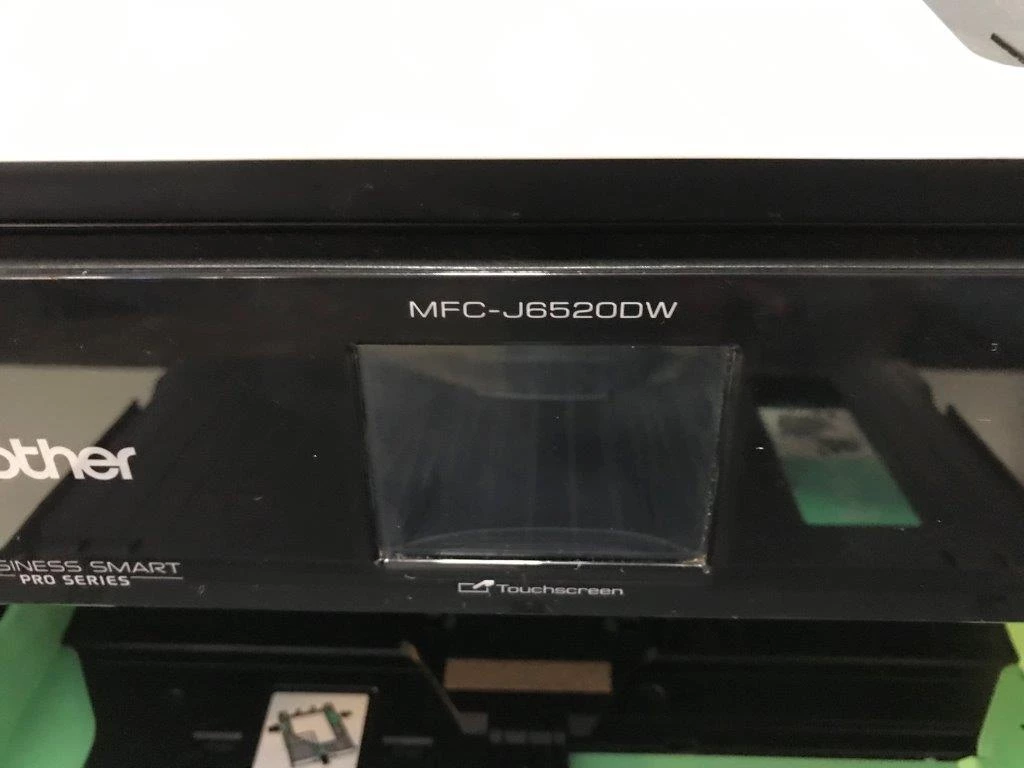 MFC-J6520DW
other
SINESS SMART
PRO SERIES
Touchscreen